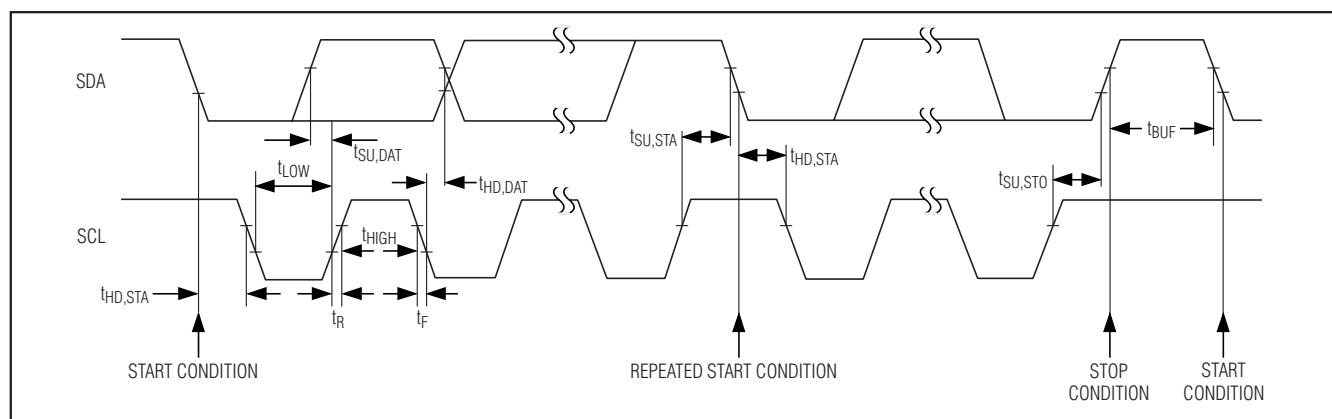 SDA
tSU,STA
tBUF
tSU,DAT
tHD,STA
tLOW
tHD,DAT
tSU,STO
SCL
tHIGH
tHD,STA
tR
tF
START CONDITION
REPEATED START CONDITION
STOP
CONDITION
START
CONDITION